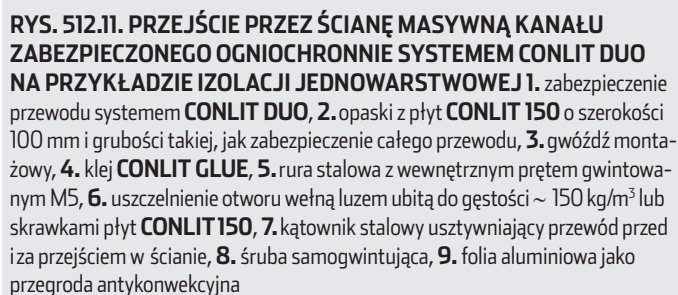 RYS. 512.11. PRZEJŚCIE PRZEZ ŚCIANĘ MASYWNĄ KANAŁU
ZABEZPIECZONEGO OGNIOCHRONNIE SYSTEMEM CONLIT DUO
NA PRZYKŁADZIE IZOLACJI JEDNOWARSTWOWEJ 1. zabezpieczenie
przewodu systemem CONLIT DUO, 2. opaski z płyt CONLIT 150 o szerokości
100 mm i grubości takiej, jak zabezpieczenie całego przewodu, 3. gwóźdź monta-
żowy, 4. klej CONLIT GLUE, 5. rura stalowa z wewnętrznym prętem gwintowa-
nym M5, 6. uszczelnienie otworu wełną luzem ubitą do gęstości ~ 150 kg/m³ lub
skrawkami płyt CONLIT 150, 7. kątownik stalowy usztywniający przewód przed
i za przejściem w ścianie, 8. śruba samogwintująca, 9. folia aluminiowa jako
przegroda antykonwekcyjna